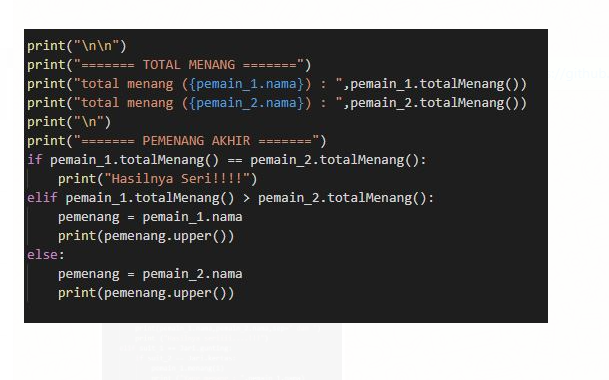 print("\n\n")
print("======= TOTAL MENANG =======")
print("total menang ({pemain_1.nama}) : ",pemain_1.totalMenang())
print("total menang ({pemain_2.nama}) : ",pemain_2.totalMenang())
print("\n")
print("======= PEMENANG AKHIR =======")
if pemain_1.totalMenang() == pemain_2.totalMenang():
    print("Hasilnya Seri!!!!")
elif pemain_1.totalMenang() > pemain_2.totalMenang():
    pemenang = pemain_1.nama
    print(pemenang.upper())
else:
    pemenang = pemain_2.nama
    print(pemenang.upper())